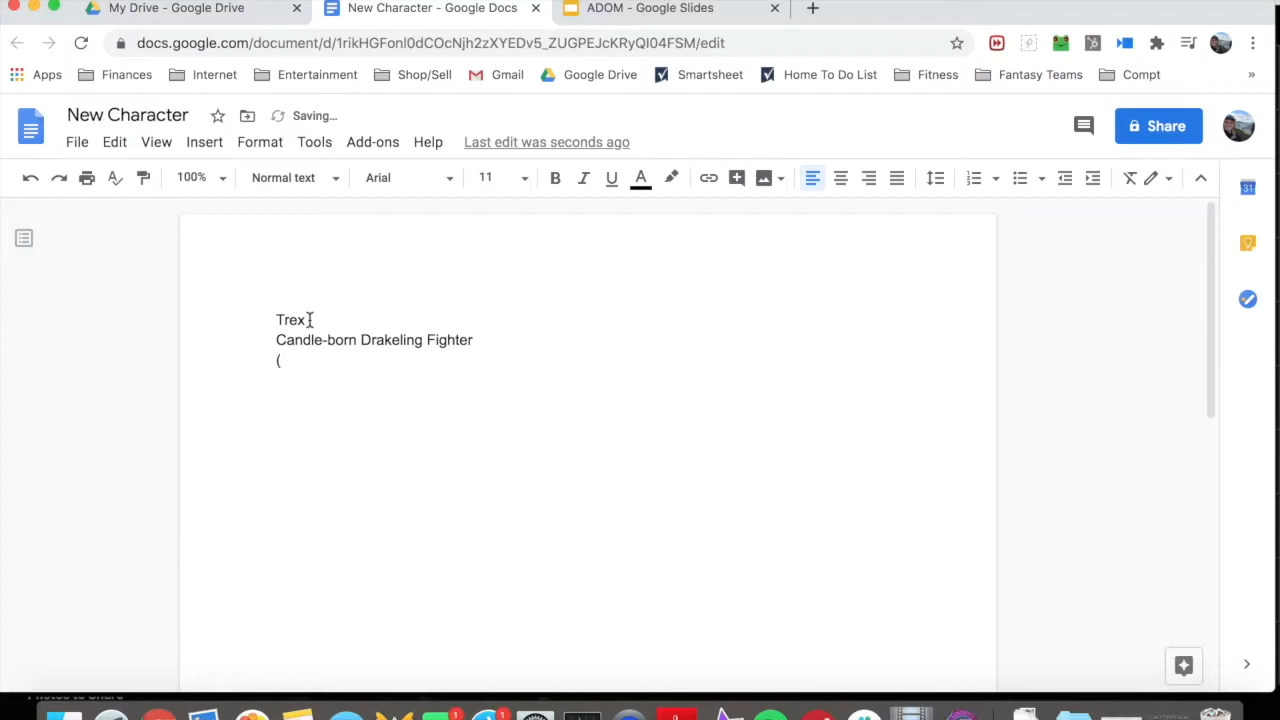 My Drive - Google Drive
New Character - Google Docs
ADOM - Google Slides
docs.google.com/document/d/1rikHGFonl0dCOcNjh2zXYEDv5_ZUGPEJcKRyQI04FSM/edit
Apps
Finances
Internet
Entertainment
Shop/Sell
Gmail
Google Drive
Smartsheet
Home To Do List
Fitness
Fantasy Teams
Compt
»
New Character
Saving...
Share
File
Edit
View
Insert
Format
Tools
Add-ons
Help
Last edit was seconds ago
100%
Normal text
Arial
11
B
I
U
A
31
Trex
Candle-born Drakeling Fighter
(
1
1